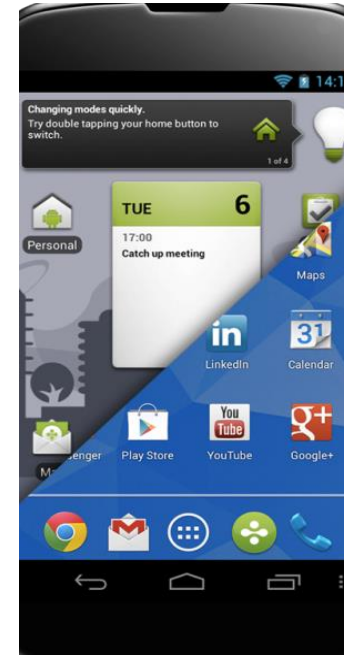 14:1
Changing modes quickly.
Try double tapping your home button to
switch.
1 of 4
TUE 6
17:00
Catch up meeting
Personal
Maps
in
31
LinkedIn
Calendar
You
Tube
g+
enger
Play Store
YouTube
Google+
M